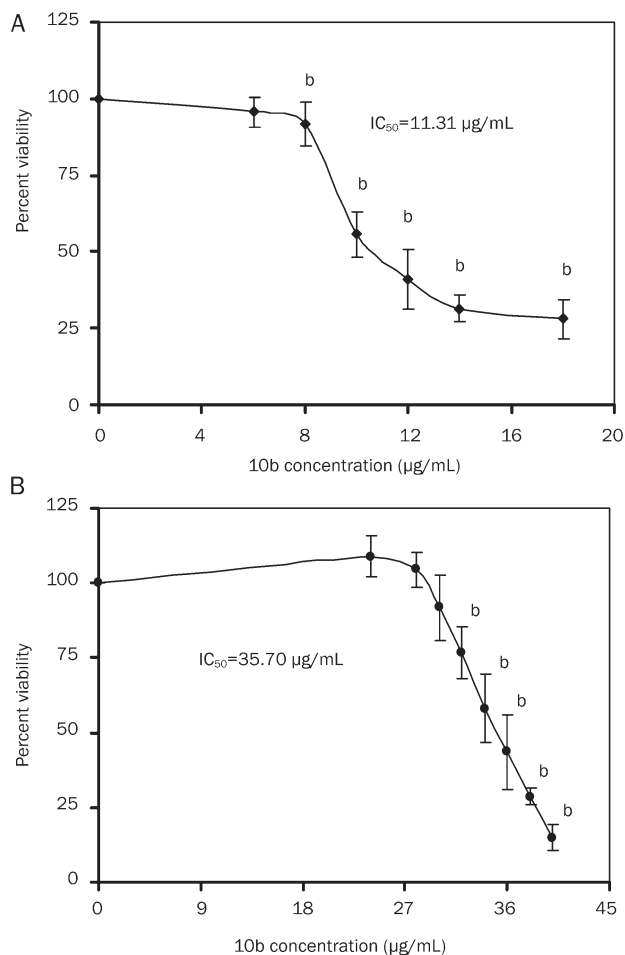 A
125
100
75
50
25
0
Percent viability
b
b
b
b
b
IC₅₀=11.31 µg/mL
0 4 8 12 16 20
10b concentration (µg/mL)
B
125
100
75
50
25
0
Percent viability
b
b
b
b
b
IC₅₀=35.70 µg/mL
0 9 18 27 36 45
10b concentration (µg/mL)